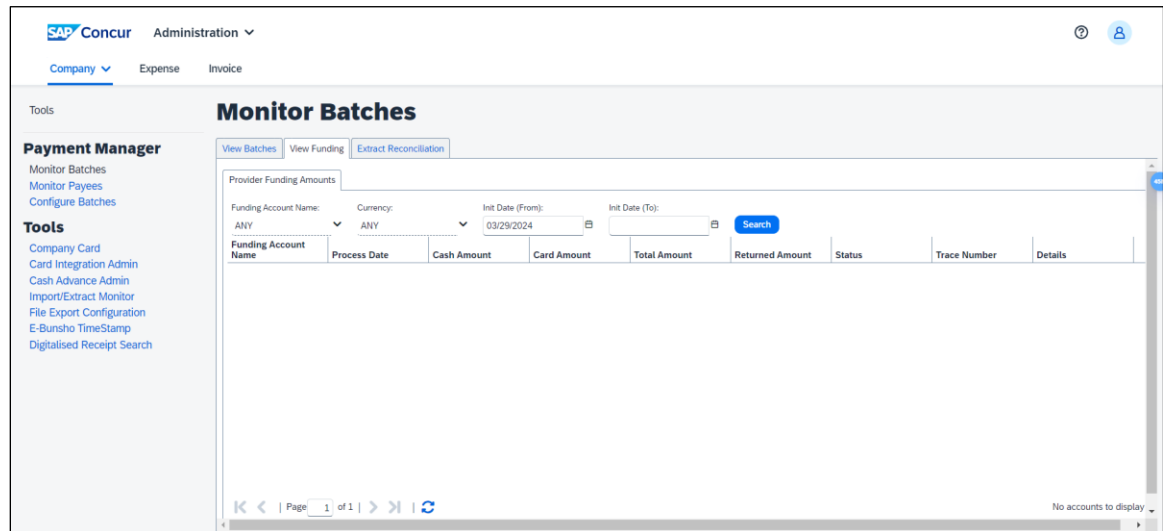 SAP Concur Administration
Company Expense Invoice
Tools
Payment Manager
Monitor Batches
Monitor Payees
Configure Batches
Tools
Company Card
Card Integration Admin
Cash Advance Admin
Import/Extract Monitor
File Export Configuration
E-Bunsho TimeStamp
Digitalised Receipt Search
Monitor Batches
View Batches View Funding Extract Reconciliation
Provider Funding Amounts
Funding Account Name: Currency: Init Date (From): Init Date (To):
ANY ANY 03/29/2024 Search
Funding Account Name Process Date Cash Amount Card Amount Total Amount Returned Amount Status Trace Number Details
Page 1 of 1 No accounts to display